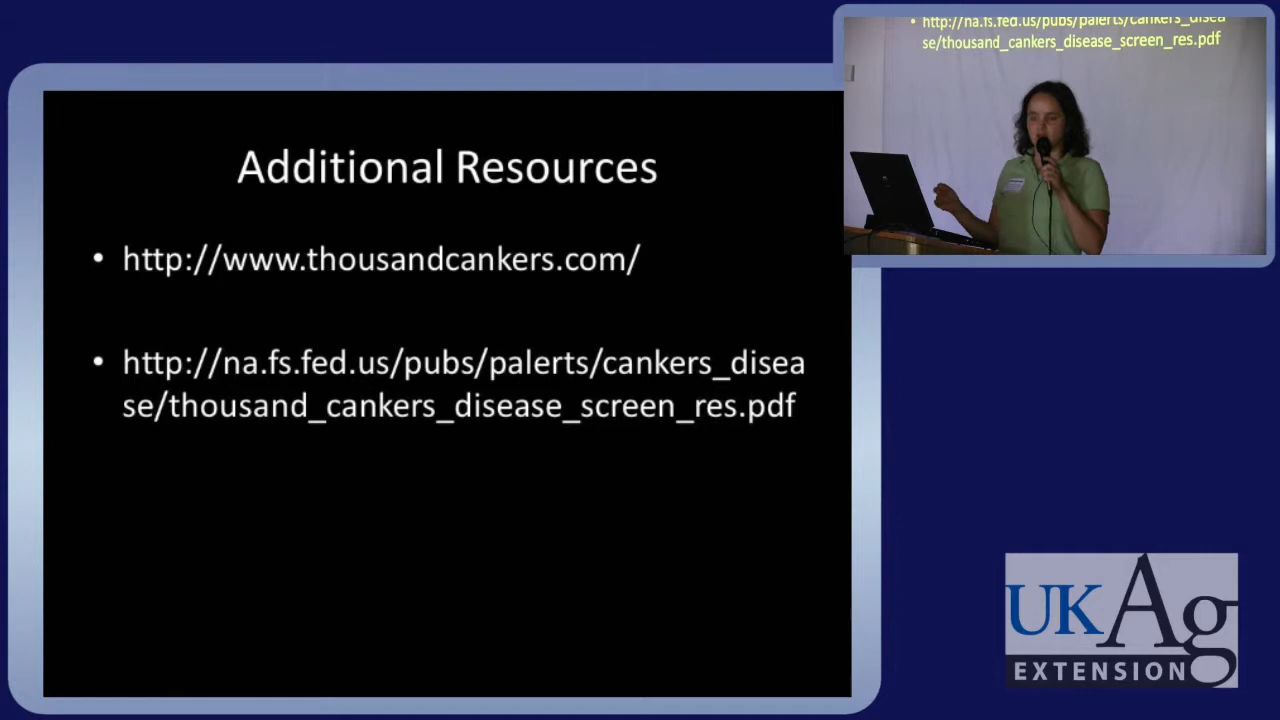 Additional Resources
• http://www.thousandcankers.com/
• http://na.fs.fed.us/pubs/palerts/cankers_disea
se/thousand_cankers_disease_screen_res.pdf
• http://na.fs.fed.us/pubs/palerts/cankers_disea
se/thousand_cankers_disease_screen_res.pdf
UKAg
EXTENSION